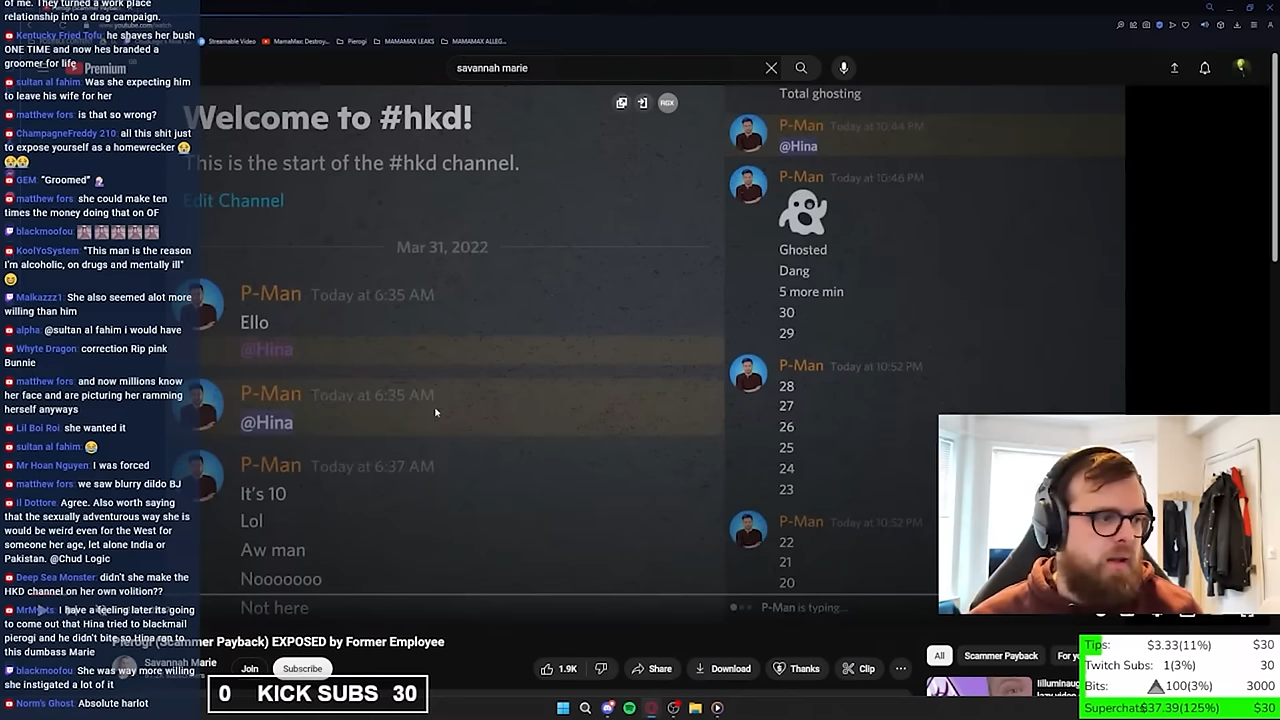 of me. They turned a work place
relationship into a drag campaign.
Kentucky Fried Tofu: he shaves her bush
ONE TIME and now hes branded a
groomer for life
sultan al fahim: Was she expecting him
to leave his wife for her
matthew fors: is that so wrong?
ChampagneFreddy 210: all this shit just
to expose yourself as a homewrecker 😭
😭😭
GEM: "Groomed" 🤦🏻‍♀️
matthew fors: she could make ten
times the money doing that on OF
blackmoofou:
KoolYoSystem: "This man is the reason
I'm alcoholic, on drugs and mentally ill"
Malkazzz1: She also seemed alot more
willing than him
alpha: @sultan al fahim i would have
Whyte Dragon: correction Rip pink
Bunnie
matthew fors: and now millions know
her face and are picturing her ramming
herself anyways
Lil Boi Roi: she wanted it
sultan al fahim: 😂
Mr Hoan Nguyen: I was forced
matthew fors: we saw blurry dildo BJ
Il Dottore: Agree. Also worth saying
that the sexually adventurous way she is
would be weird even for the West for
someone her age, let alone India or
Pakistan. @Chud Logic
Deep Sea Monster: didn't she make the
HKD channel on her own volition??
I have a feeling later its going
to come out that Hina tried to blackmail
pierogi and he didn't bite so Hina ran to
this dumbass Marie
blackmoofou: She was way more willing
she instigated a lot of it
Norm's Ghost: Absolute harlot
Streamable Video
MamaMax: Destroy...
Pierogi
MAMAMAX LEAKS
MAMAMAX ALLEG...
Premium
savannah marie
RGX
Welcome to #hkd!
This is the start of the #hkd channel.
Edit Channel
Mar 31, 2022
P-Man Today at 6:35 AM
Ello
@Hina
P-Man Today at 6:35 AM
@Hina
P-Man Today at 6:37 AM
It's 10
Lol
Aw man
Nooooooo
Not here
Total ghosting
P-Man Today at 10:44 PM
@Hina
P-Man Today at 10:46 PM
Ghosted
Dang
5 more min
30
29
P-Man Today at 10:52 PM
28
27
26
25
24
23
P-Man Today at 10:52 PM
22
21
20
P-Man is typing...
Pierogi (Scammer Payback) EXPOSED by Former Employee
Savannah Marie
Join
Subscribe
1.9K
Share
Download
Thanks
Clip
All
Scammer Payback
For yo
0 KICK SUBS 30
Tips: $3.33(11%) $30
Twitch Subs: 1(3%) 30
Bits: 100(3%) 3000
Superchats $37.39(125%) $30